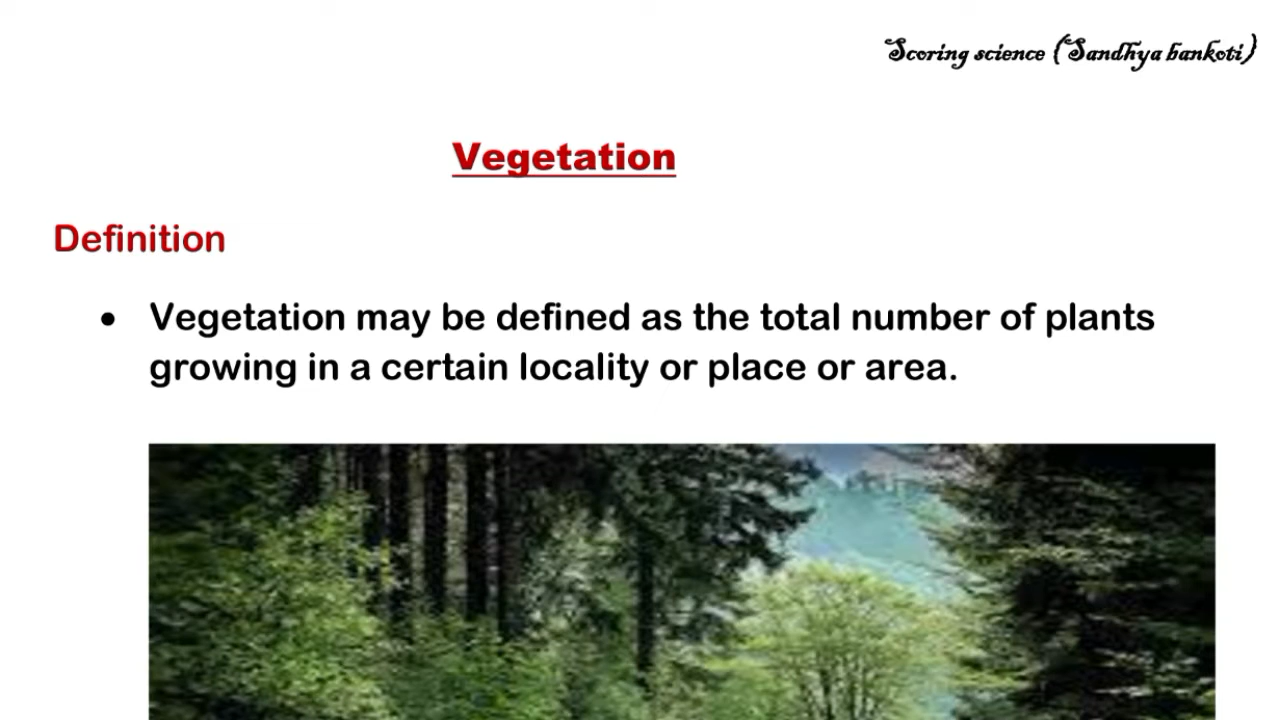 Scoring science (Sandhya bankoti)
Vegetation
Definition
• Vegetation may be defined as the total number of plants
growing in a certain locality or place or area.